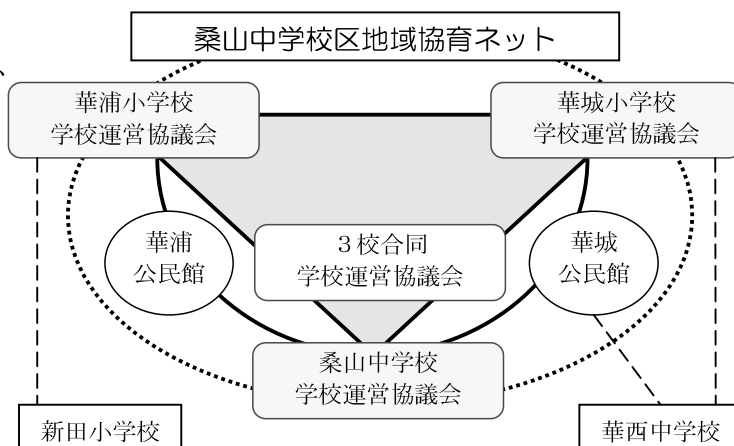 桑山中学校区地域協育ネット
華浦小学校
学校運営協議会
華城小学校
学校運営協議会
華浦
公民館
３校合同
学校運営協議会
華城
公民館
桑山中学校
学校運営協議会
新田小学校
華西中学校